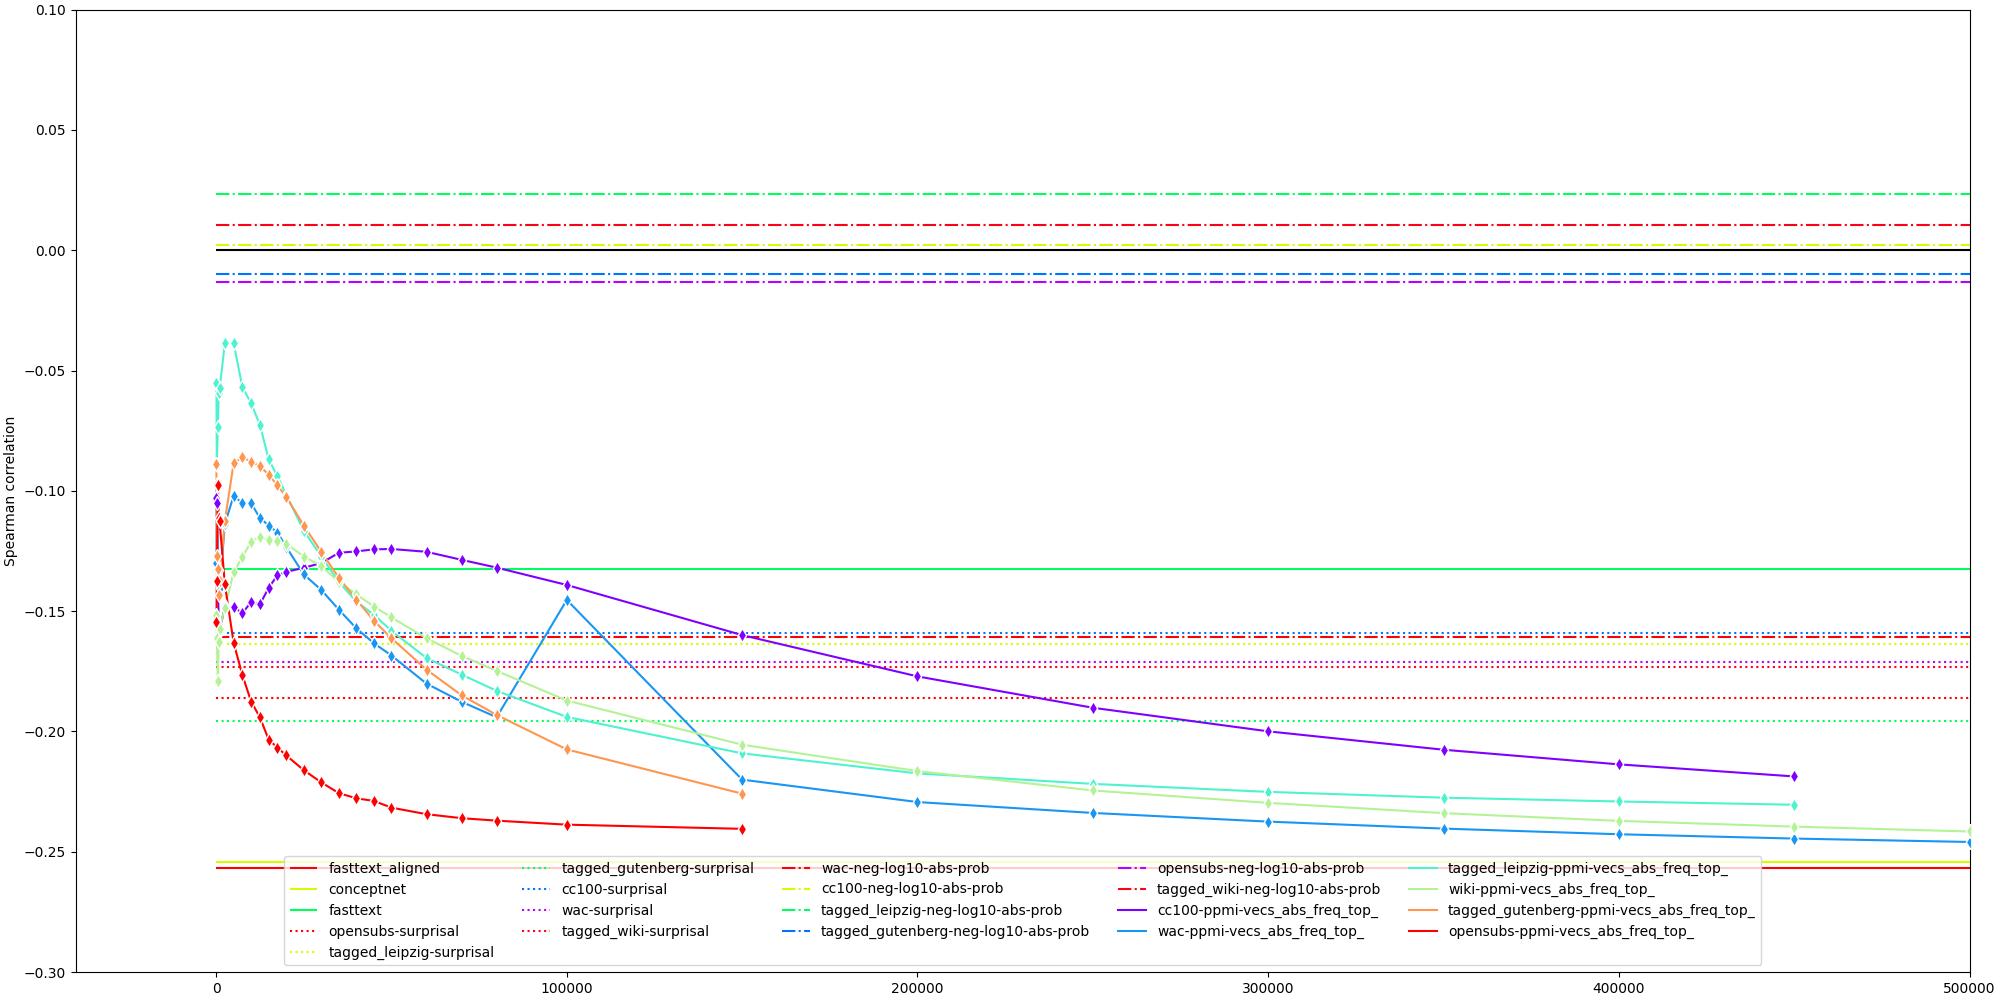 0.10
0.05
0.00
−0.05
−0.10
−0.15
−0.20
−0.25
−0.30
Spearman correlation
0
100000
200000
300000
400000
500000
fasttext_aligned
conceptnet
fasttext
opensubs-surprisal
tagged_leipzig-surprisal
tagged_gutenberg-surprisal
cc100-surprisal
wac-surprisal
tagged_wiki-surprisal
wac-neg-log10-abs-prob
cc100-neg-log10-abs-prob
tagged_leipzig-neg-log10-abs-prob
tagged_gutenberg-neg-log10-abs-prob
opensubs-neg-log10-abs-prob
tagged_wiki-neg-log10-abs-prob
cc100-ppmi-vecs_abs_freq_top_
wac-ppmi-vecs_abs_freq_top_
tagged_leipzig-ppmi-vecs_abs_freq_top_
wiki-ppmi-vecs_abs_freq_top_
tagged_gutenberg-ppmi-vecs_abs_freq_top_
opensubs-ppmi-vecs_abs_freq_top_